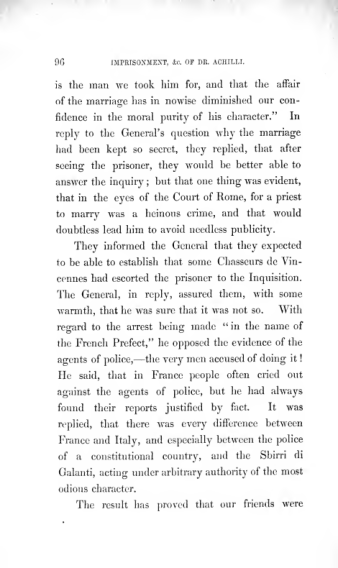 96 IMPRISONMENT, &c. OF DR. ACHILLI.
is the man we took him for, and that the affair
of the marriage has in nowise diminished our con-
fidence in the moral purity of his character." In
reply to the General's question why the marriage
had been kept so secret, they replied, that after
seeing the prisoner, they would be better able to
answer the inquiry; but that one thing was evident,
that in the eyes of the Court of Rome, for a priest
to marry was a heinous crime, and that would
doubtless lead him to avoid needless publicity.
They informed the General that they expected
to be able to establish that some Chasseurs de Vin-
cennes had escorted the prisoner to the Inquisition.
The General, in reply, assured them, with some
warmth, that he was sure that it was not so. With
regard to the arrest being made "in the name of
the French Prefect," he opposed the evidence of the
agents of police,—the very men accused of doing it!
He said, that in France people often cried out
against the agents of police, but he had always
found their reports justified by fact. It was
replied, that there was every difference between
France and Italy, and especially between the police
of a constitutional country, and the Sbirri di
Galanti, acting under arbitrary authority of the most
odious character.
The result has proved that our friends were